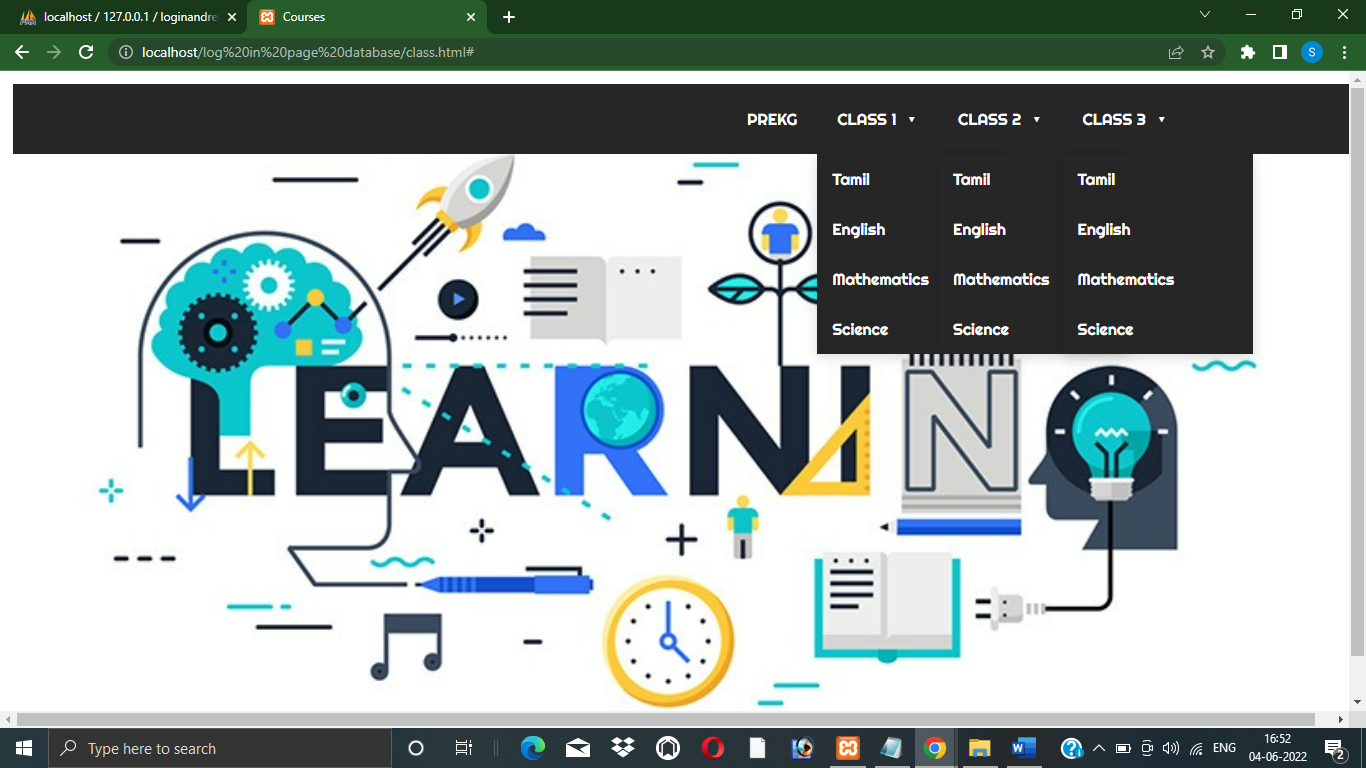 localhost / 127.0.0.1 / loginandre
Courses
localhost/log%20in%20page%20database/class.html#
S
PREKG CLASS 1 CLASS 2 CLASS 3
Tamil Tamil Tamil
English English English
Mathematics Mathematics Mathematics
Science Science Science
LEARNING
Type here to search
ENG
16:52
04-06-2022
2